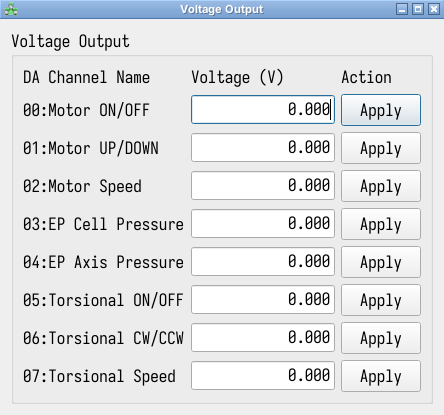 Voltage Output
Voltage Output
DA Channel Name Voltage (V) Action
00:Motor ON/OFF 0.000 Apply
01:Motor UP/DOWN 0.000 Apply
02:Motor Speed 0.000 Apply
03:EP Cell Pressure 0.000 Apply
04:EP Axis Pressure 0.000 Apply
05:Torsional ON/OFF 0.000 Apply
06:Torsional CW/CCW 0.000 Apply
07:Torsional Speed 0.000 Apply